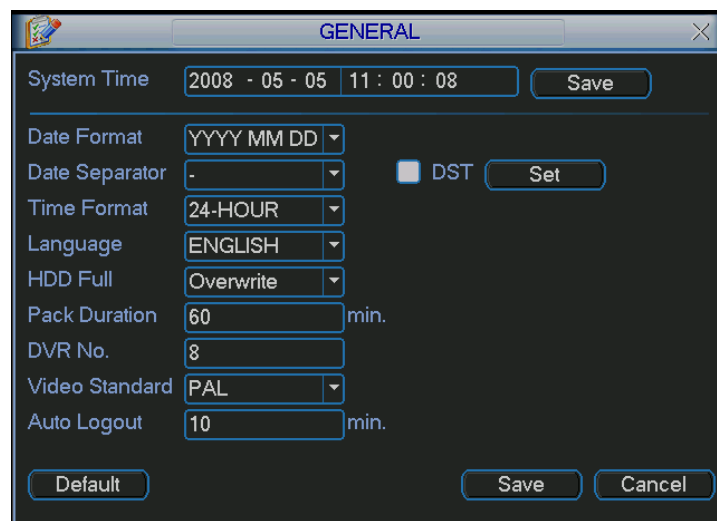 GENERAL
System Time 2008 - 05 - 05 11 : 00 : 08 Save
Date Format YYYY MM DD
Date Separator - DST Set
Time Format 24-HOUR
Language ENGLISH
HDD Full Overwrite
Pack Duration 60 min.
DVR No. 8
Video Standard PAL
Auto Logout 10 min.
Default Save Cancel